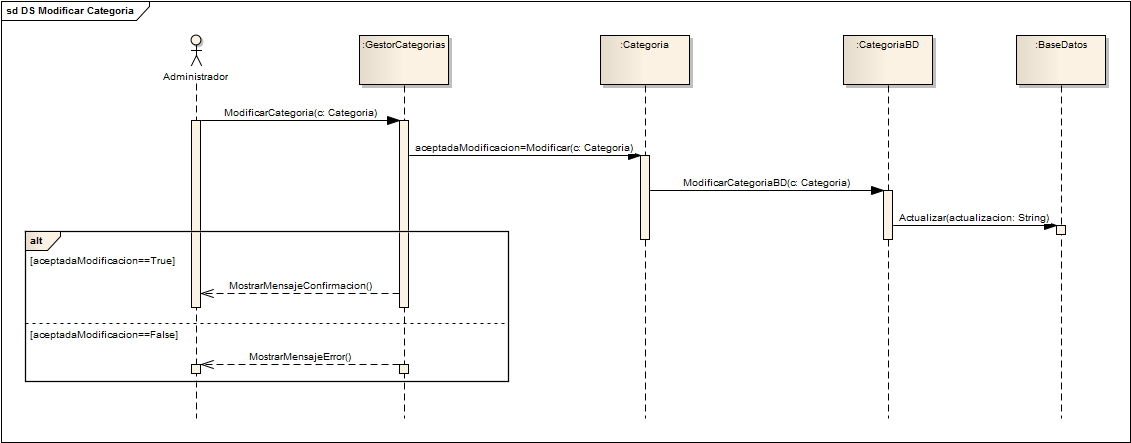 sd DS Modificar Categoria
Administrador
:GestorCategorias
:Categoria
:CategoriaBD
:BaseDatos
ModificarCategoria(c: Categoria)
aceptadaModificacion=Modificar(c: Categoria)
ModificarCategoriaBD(c: Categoria)
Actualizar(actualizacion: String)
alt
[aceptadaModificacion==True]
MostrarMensajeConfirmacion()
[aceptadaModificacion==False]
MostrarMensajeError()